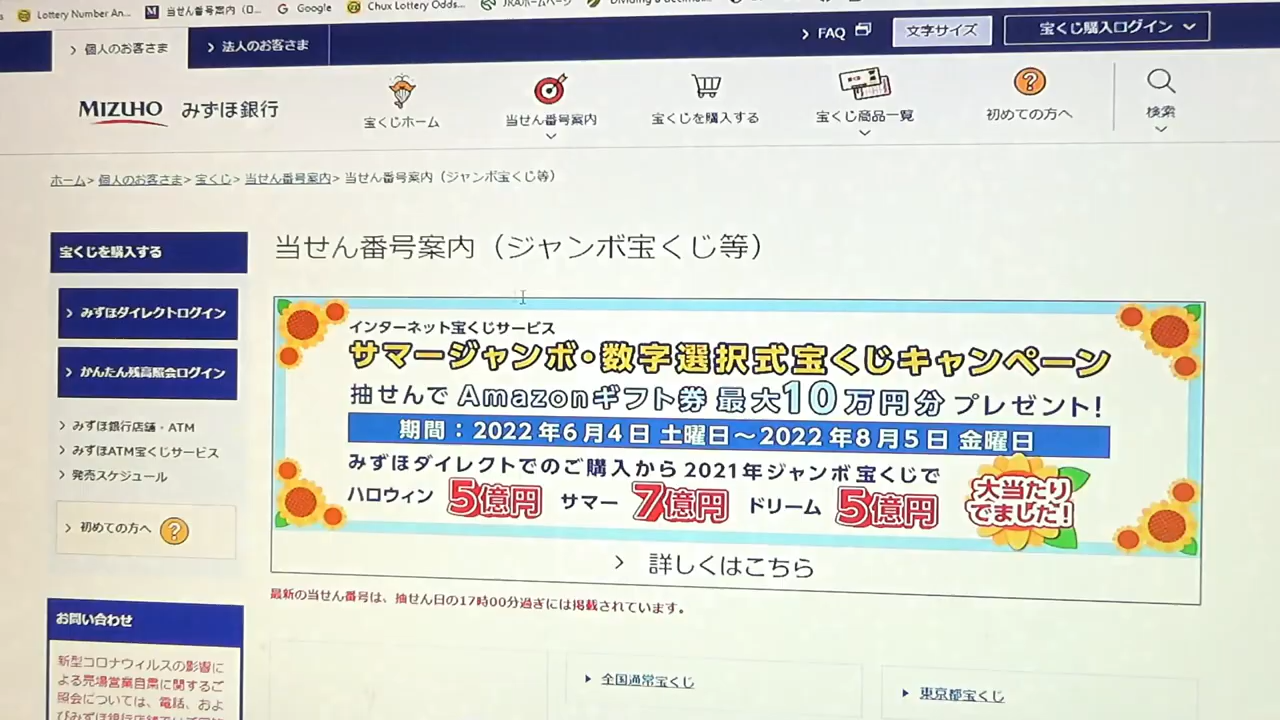 Lottery Number An...
当せん番号案内 (ロ...
Google
Chux Lottery Odds...
JRAホームページ
個人のお客さま
法人のお客さま
FAQ
文字サイズ
宝くじ購入ログイン
MIZUHO みずほ銀行
宝くじホーム
当せん番号案内
宝くじを購入する
宝くじ商品一覧
初めての方へ
検索
ホーム> 個人のお客さま> 宝くじ> 当せん番号案内> 当せん番号案内（ジャンボ宝くじ等）
宝くじを購入する
みずほダイレクトログイン
かんたん残高照会ログイン
みずほ銀行店舗・ATM
みずほATM宝くじサービス
発売スケジュール
初めての方へ ?
お問い合わせ
新型コロナウィルスの影響に
よる売場営業自粛に関するご
照会については、電話、およ
当せん番号案内（ジャンボ宝くじ等）
インターネット宝くじサービス
サマージャンボ・数字選択式宝くじキャンペーン
抽せんで Amazonギフト券 最大10万円分 プレゼント!
期間：2022年6月4日 土曜日～2022年8月5日 金曜日
みずほダイレクトでのご購入から2021年ジャンボ宝くじで
ハロウィン 5億円 サマー 7億円 ドリーム 5億円
大当たり
でました!
詳しくはこちら
最新の当せん番号は、抽せん日の17時00分過ぎには掲載されています。
全国通常宝くじ
東京都宝くじ